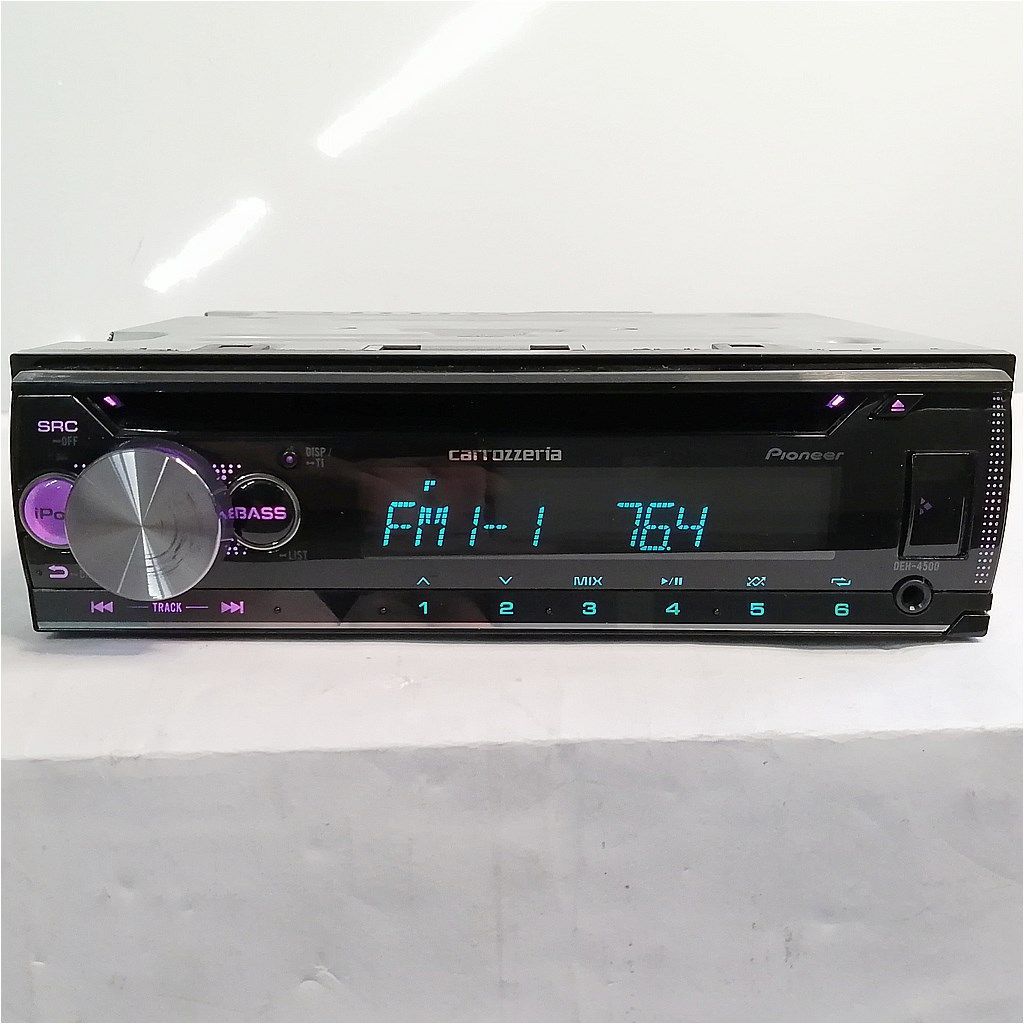 SRC
OFF
DISP /
carrozzeria
Pioneer
iPo
BASS
FM1-1 76.4
LIST
DEH-4500
MIX
TRACK
1 2 3 4 5 6